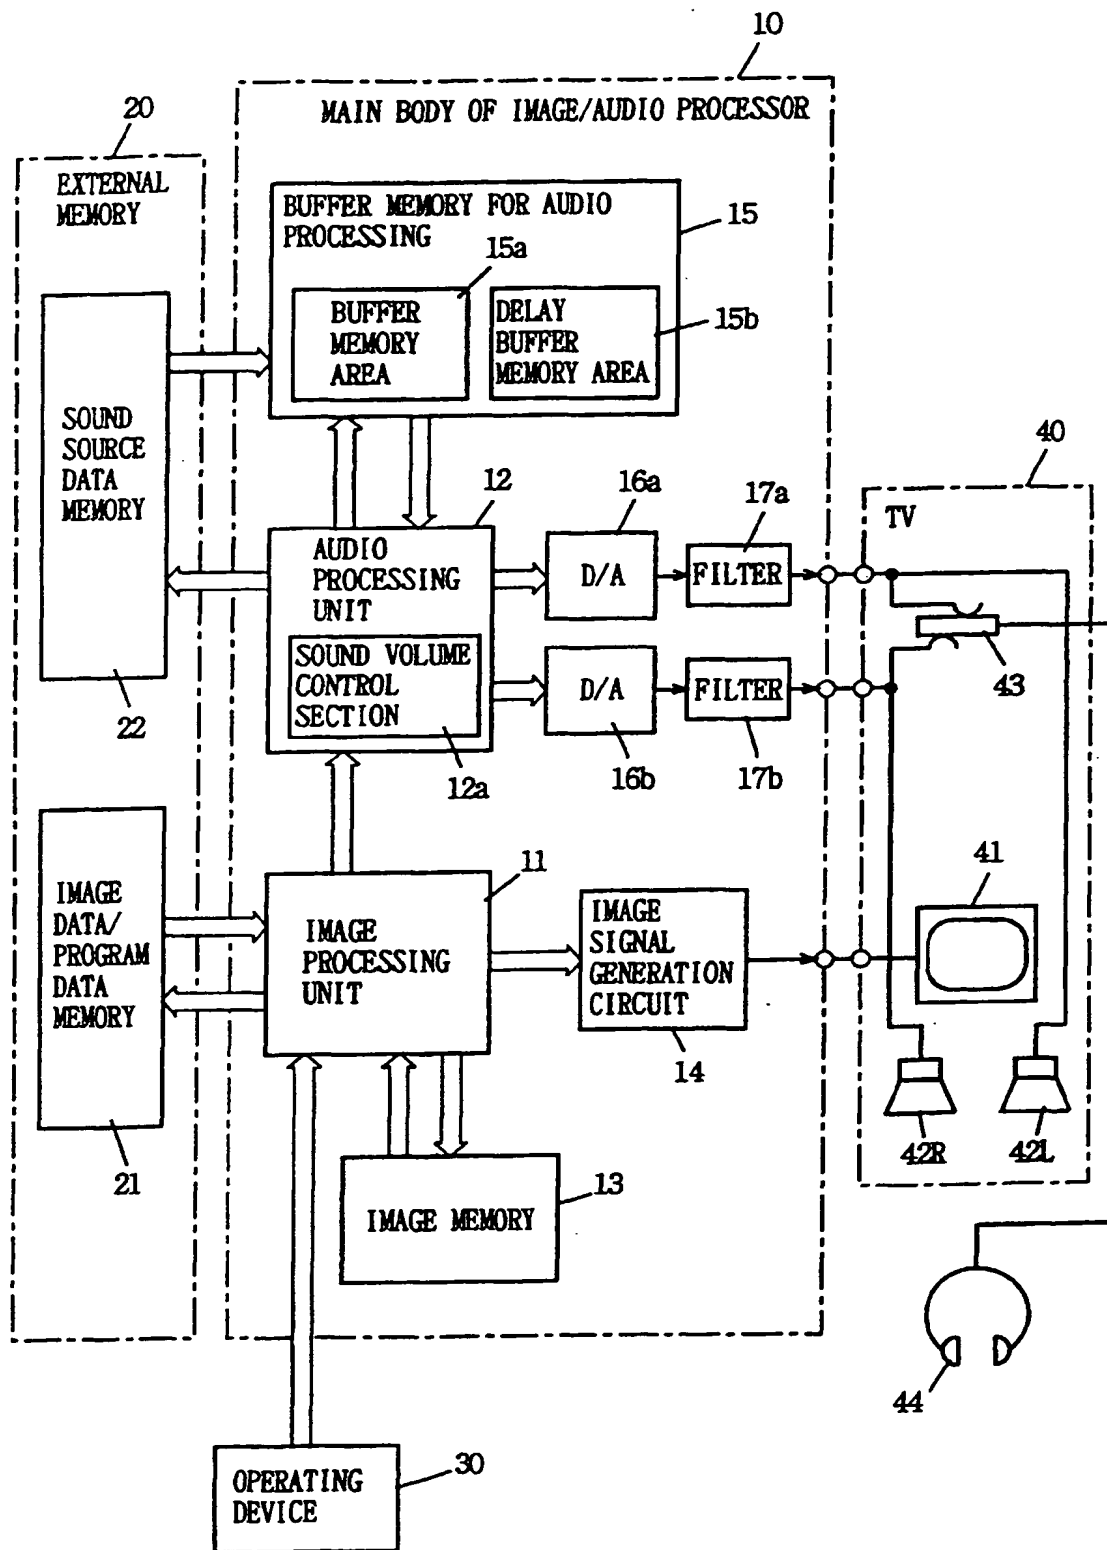 10
MAIN BODY OF IMAGE/AUDIO PROCESSOR
20
EXTERNAL
MEMORY
BUFFER MEMORY FOR AUDIO
PROCESSING
15
15a
BUFFER
MEMORY
AREA
DELAY
BUFFER
MEMORY AREA
15b
SOUND
SOURCE
DATA
MEMORY
22
12
AUDIO
PROCESSING
UNIT
SOUND VOLUME
CONTROL
SECTION
12a
16a
D/A
17a
FILTER
D/A
16b
FILTER
17b
40
TV
43
41
42R
42L
44
IMAGE
DATA/
PROGRAM
DATA
MEMORY
21
11
IMAGE
PROCESSING
UNIT
IMAGE
SIGNAL
GENERATION
CIRCUIT
14
13
IMAGE MEMORY
30
OPERATING
DEVICE